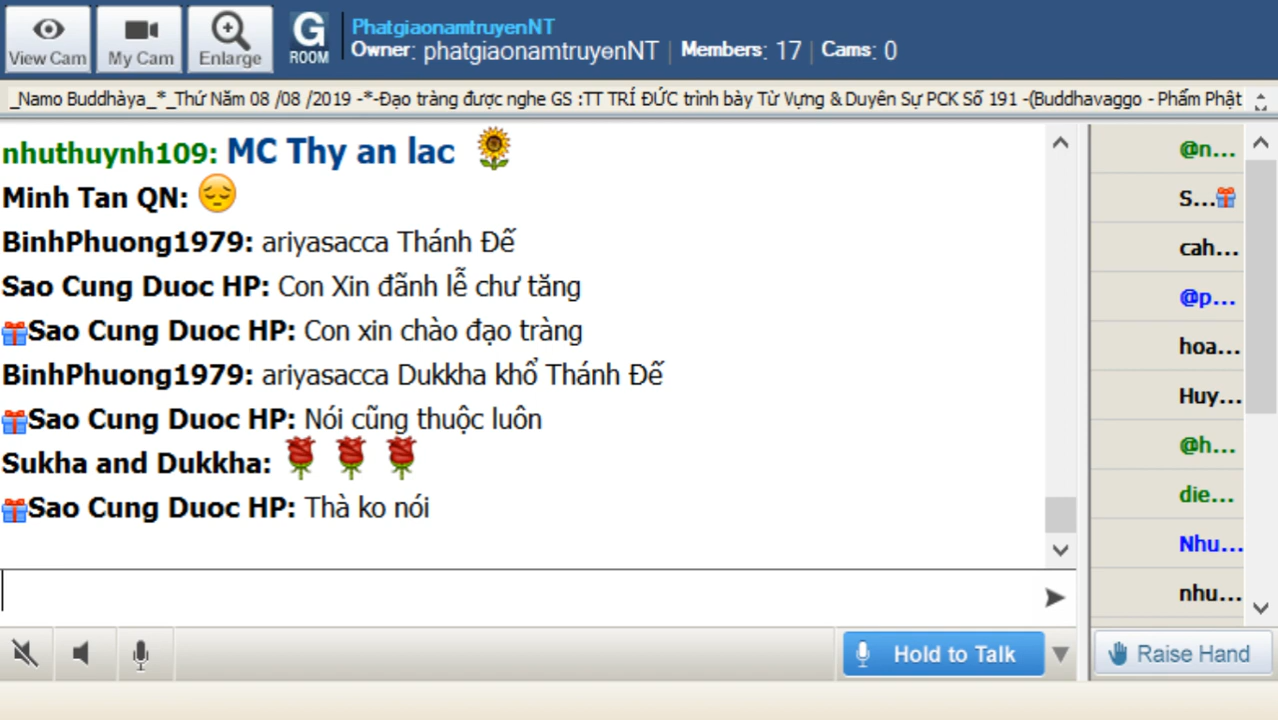 View Cam
My Cam
Enlarge
G
ROOM
PhatgiaonamtruyenNT
Owner: phatgiaonamtruyenNT | Members: 17 | Cams: 0
_Namo Buddhàya_*_Thứ Năm 08 /08 /2019 -*-Đạo tràng được nghe GS :TT TRÍ ĐỨC trình bày Từ Vựng & Duyên Sự PCK Số 191 -(Buddhavaggo - Phẩm Phật
nhuthuynh109: MC Thy an lac
Minh Tan QN:
BinhPhuong1979: ariyasacca Thánh Đế
Sao Cung Duoc HP: Con Xin đãnh lễ chư tăng
Sao Cung Duoc HP: Con xin chào đạo tràng
BinhPhuong1979: ariyasacca Dukkha khổ Thánh Đế
Sao Cung Duoc HP: Nói cũng thuộc luôn
Sukha and Dukkha:
Sao Cung Duoc HP: Thà ko nói
@n...
S...
cah...
@p...
hoa...
Huy...
@h...
die...
Nhu...
nhu...
Hold to Talk
Raise Hand